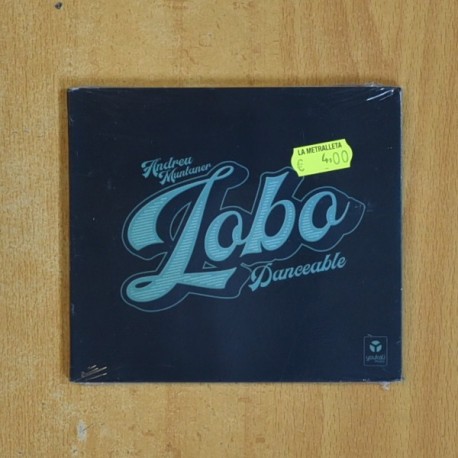 LA METRALLETA
€ 4,00
Andreu
Muntaner
Lobo
Danceable